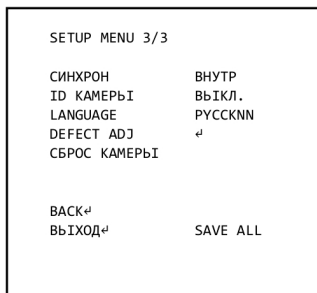 SETUP MENU 3/3
СИНХРОН ВНУТР
ID КАМЕРЫ ВЫКЛ.
LANGUAGE PYCCKNN
DEFECT ADJ ↵
СБРОС КАМЕРЫ
BACK↵
ВЫХОД↵ SAVE ALL